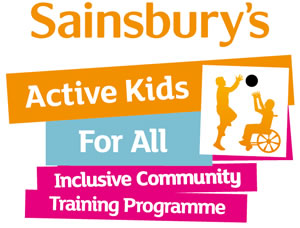 Sainsbury's
Active Kids
For All
Inclusive Community
Training Programme